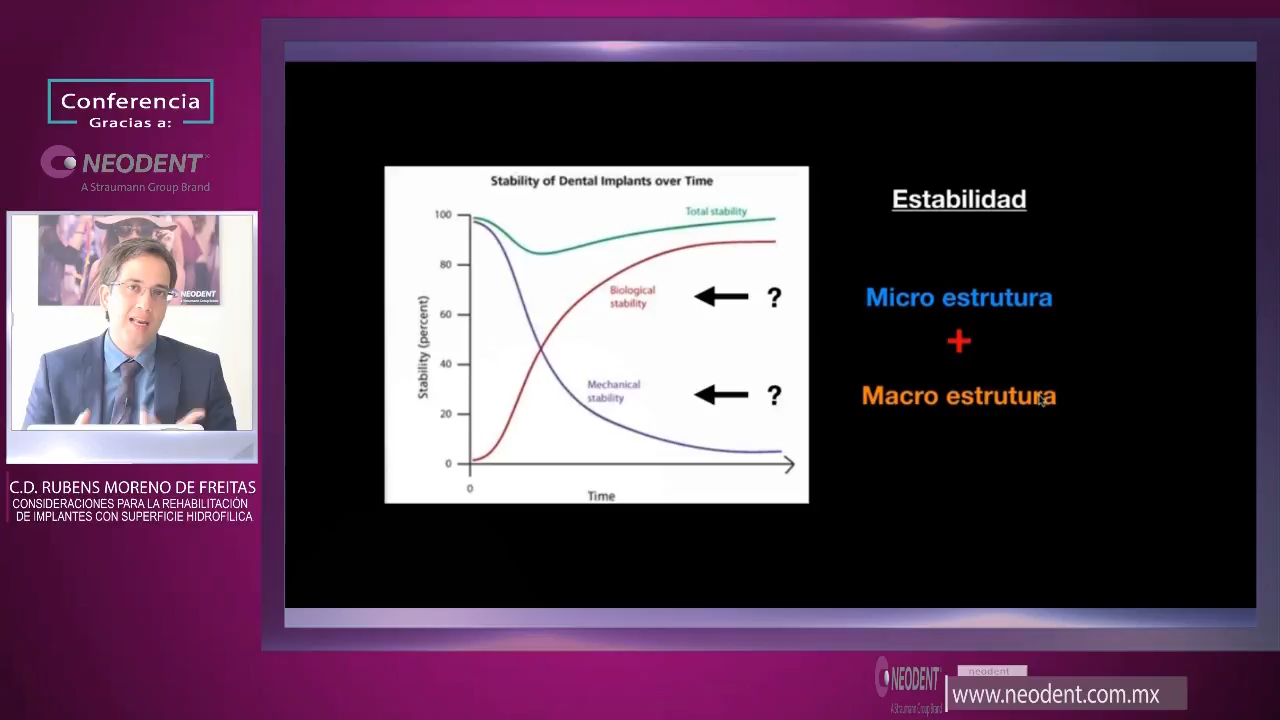 Conferencia
Gracias a:
NEODENT
A Straumann Group Brand
NEODENT
C.D. RUBENS MORENO DE FREITAS
CONSIDERACIONES PARA LA REHABILITACIÓN
DE IMPLANTES CON SUPERFICIE HIDROFÍLICA
Stability of Dental Implants over Time
Stability (percent)
100
80
60
40
20
0
0
Time
Total stability
Biological
stability
Mechanical
stability
?
?
Estabilidad
Micro estrutura
+
Macro estrutura
NEODENT
A Straumann Group Brand
neodent
www.neodent.com.mx